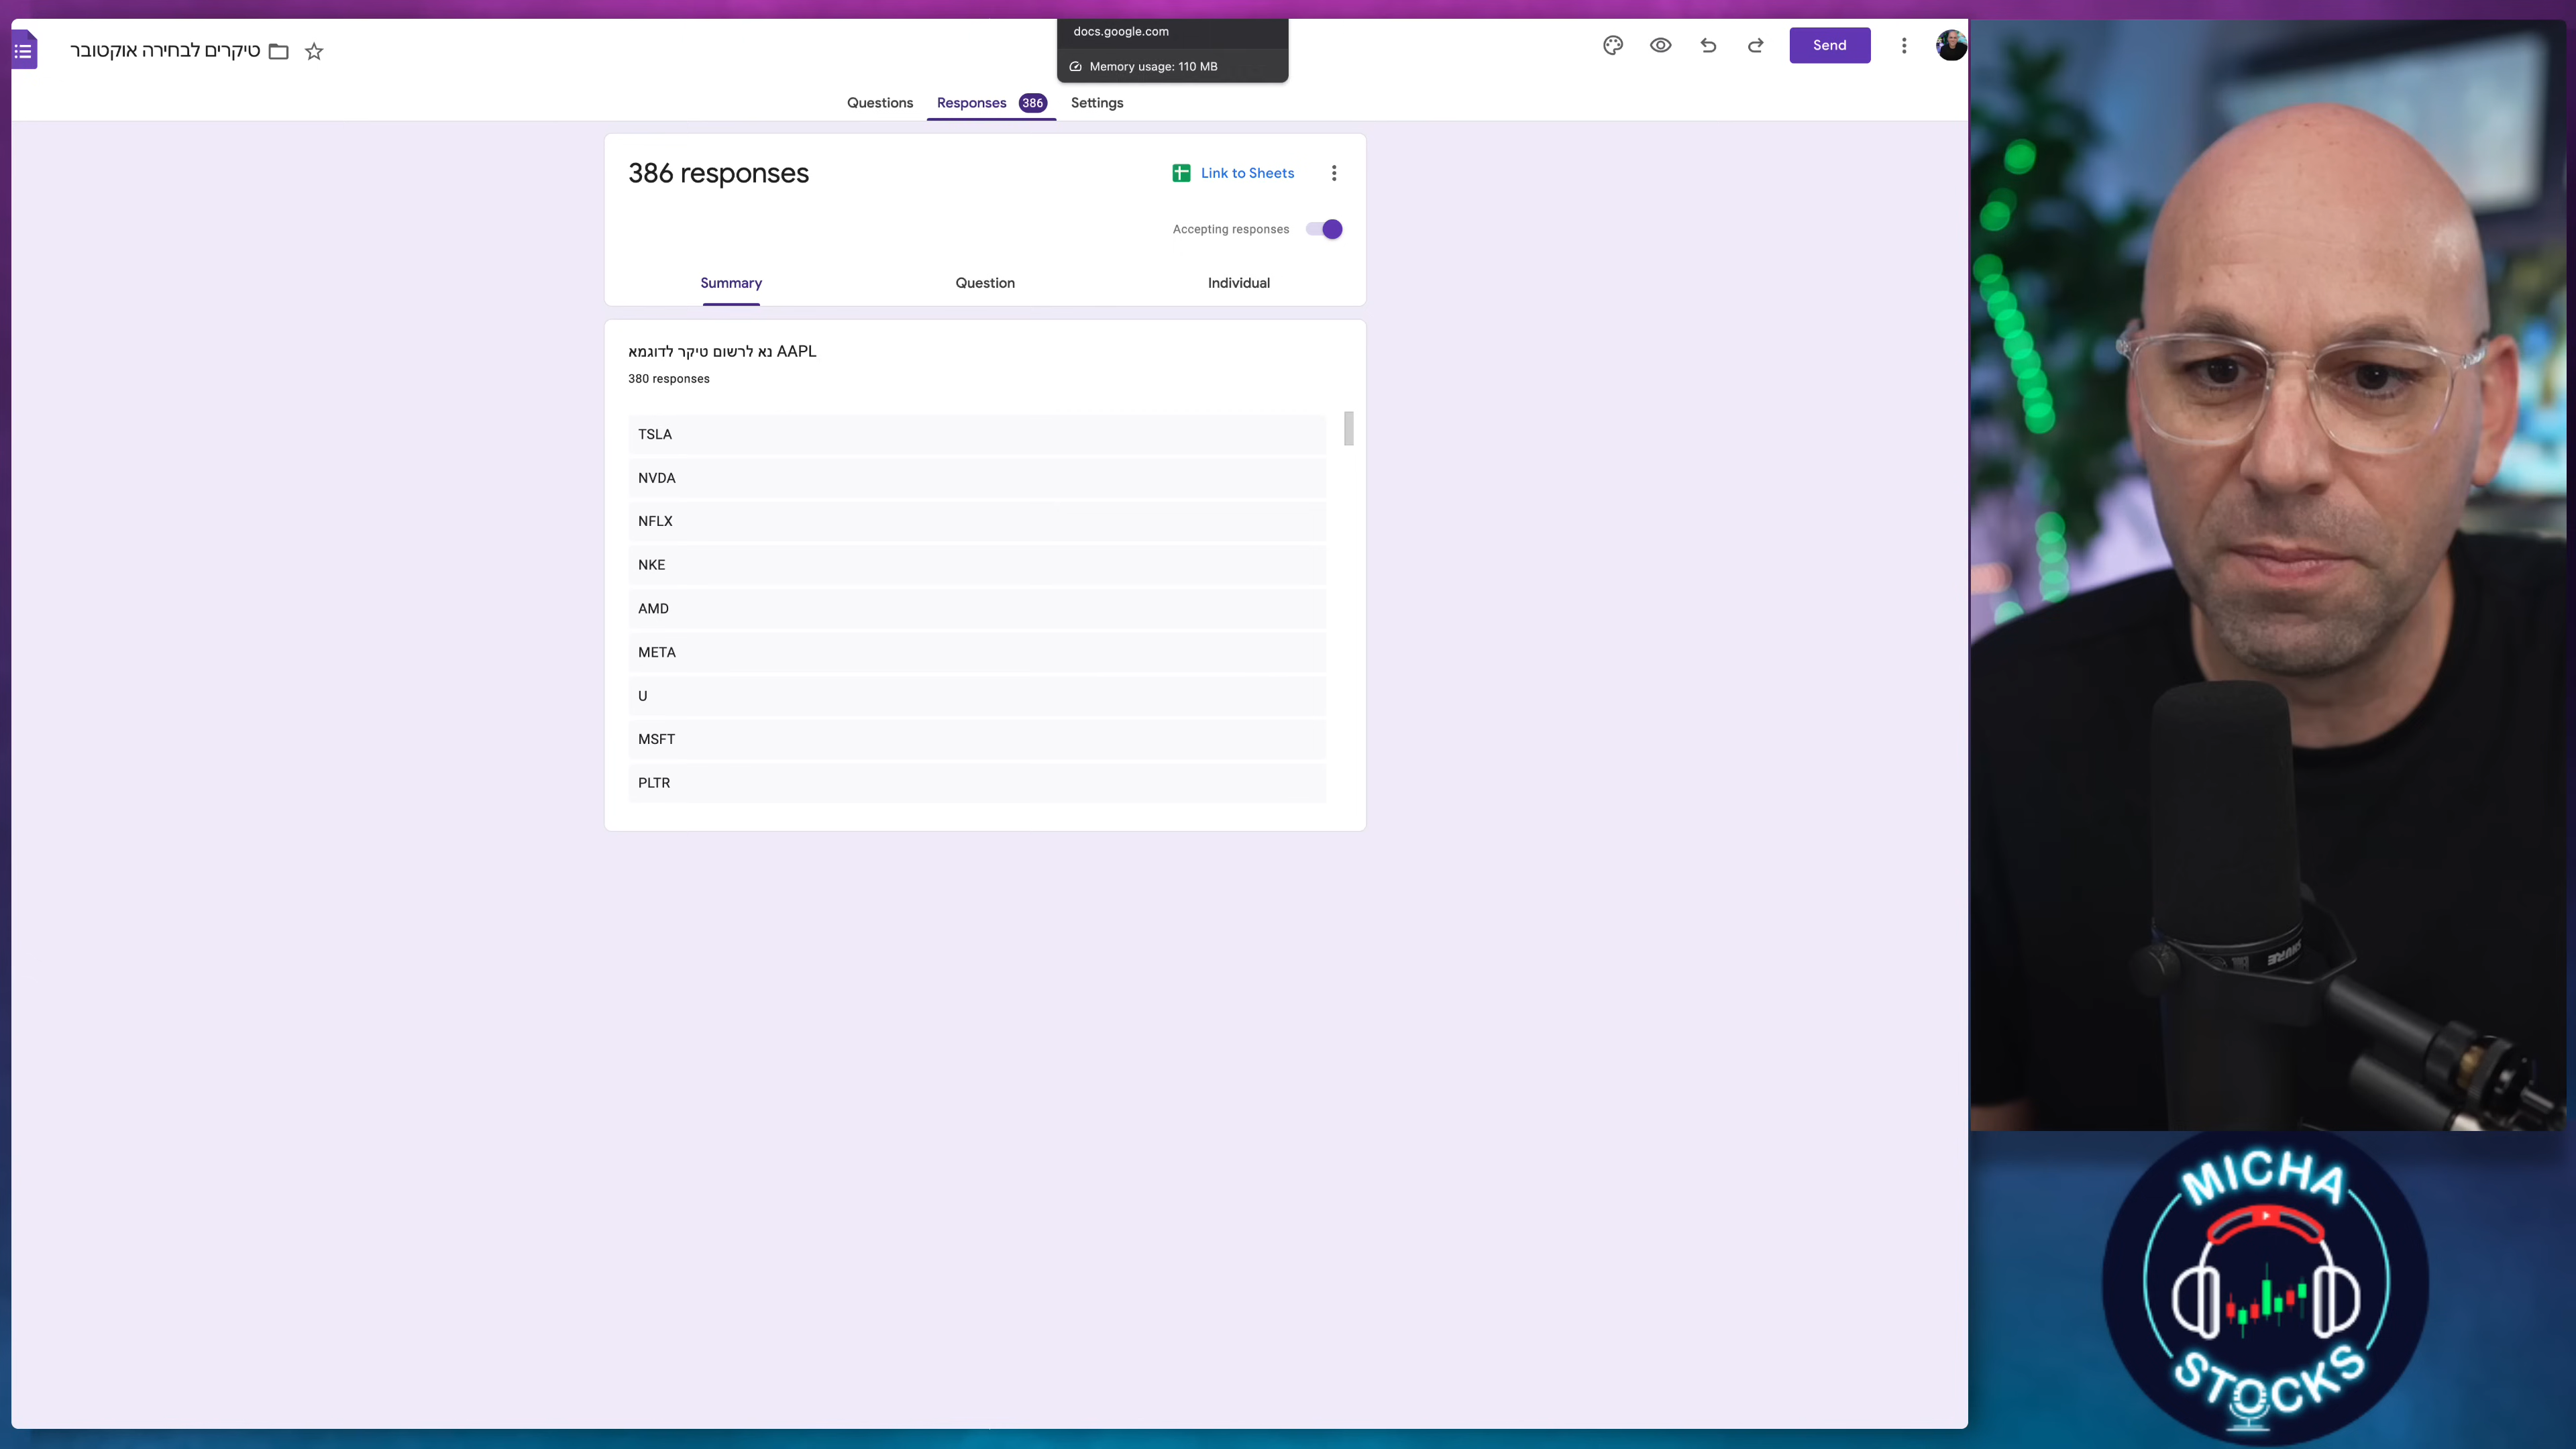 docs.google.com
Memory usage: 110 MB
טיקרים לבחירה אוקטובר
Send
Questions
Responses 386
Settings
386 responses
Link to Sheets
Accepting responses
Summary
Question
Individual
נא לרשום טיקר לדוגמא AAPL
380 responses
TSLA
NVDA
NFLX
NKE
AMD
META
U
MSFT
PLTR
SHURE
MICHA
STOCKS